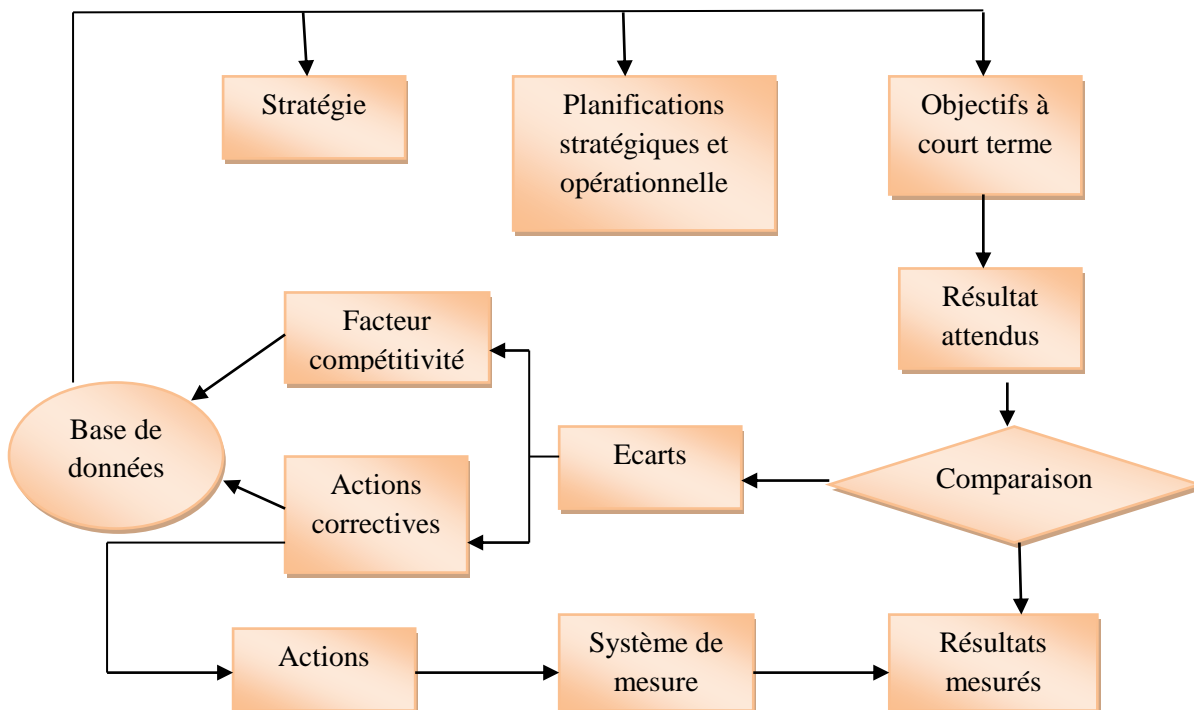 Stratégie
Planifications
stratégiques et
opérationnelle
Objectifs à
court terme
Résultat
attendus
Facteur
compétitivité
Base de
données
Actions
correctives
Ecarts
Comparaison
Actions
Système de
mesure
Résultats
mesurés